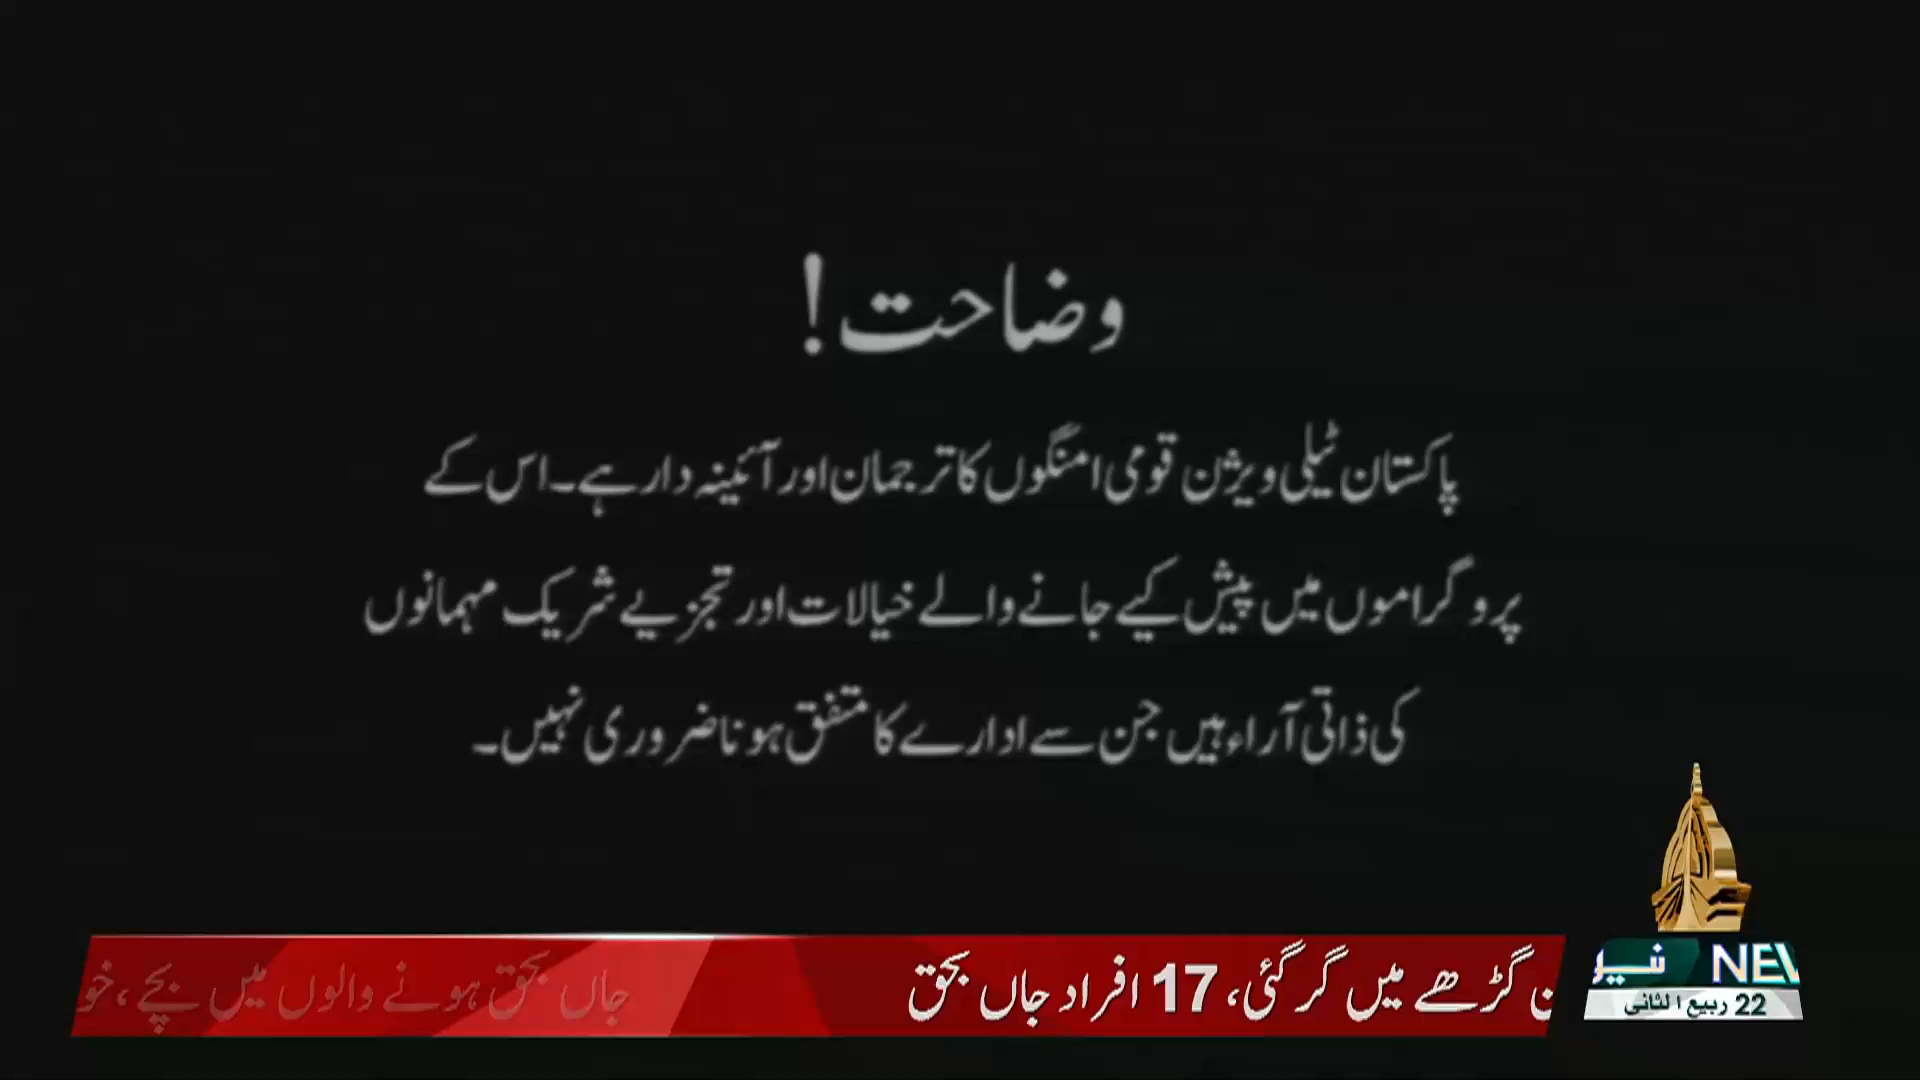 وضاحت!
پاکستان ٹیلی ویژن قومی امنگوں کا ترجمان اور آئینہ دار ہے۔ اس کے
پروگراموں میں پیش کیے جانے والے خیالات اور تجزیے شریک مہمانوں
کی ذاتی آراء ہیں جن سے ادارے کا متفق ہونا ضروری نہیں۔
گڑھے میں گر گئی، 17 افراد جاں بحق
جاں بحق ہونے والوں میں بچے،
نیوز NEW
22 ربیع الثانی